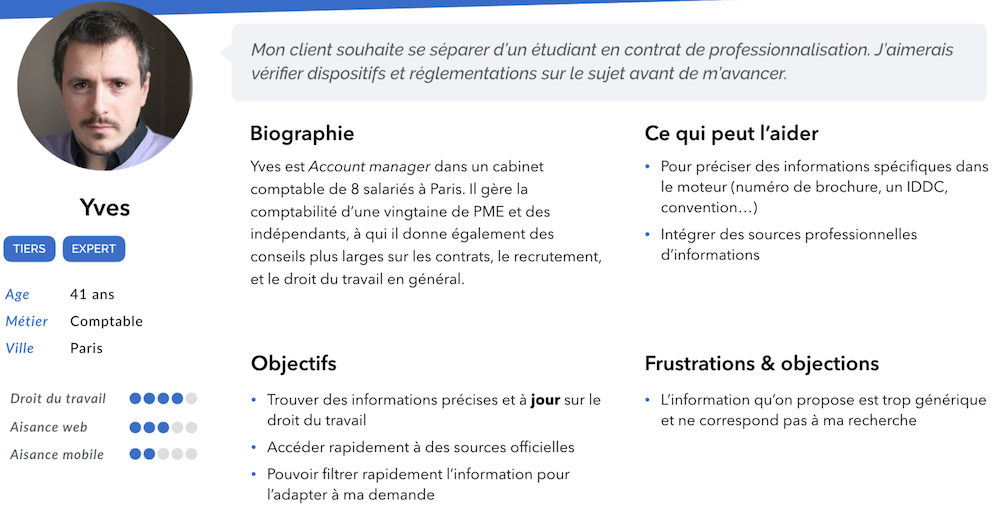 Mon client souhaite se séparer d'un étudiant en contrat de professionnalisation. J'aimerais
vérifier dispositifs et réglementations sur le sujet avant de m'avancer.
Yves
TIERS EXPERT
Age 41 ans
Métier Comptable
Ville Paris
Droit du travail
Aisance web
Aisance mobile
Biographie
Yves est Account manager dans un cabinet
comptable de 8 salariés à Paris. Il gère la
comptabilité d'une vingtaine de PME et des
indépendants, à qui il donne également des
conseils plus larges sur les contrats, le recrutement,
et le droit du travail en général.
Ce qui peut l'aider
• Pour préciser des informations spécifiques dans
le moteur (numéro de brochure, un IDDC,
convention…)
• Intégrer des sources professionnelles
d'informations
Objectifs
• Trouver des informations précises et à jour sur le
droit du travail
• Accéder rapidement à des sources officielles
• Pouvoir filtrer rapidement l'information pour
l'adapter à ma demande
Frustrations & objections
• L'information qu'on propose est trop générique
et ne correspond pas à ma recherche